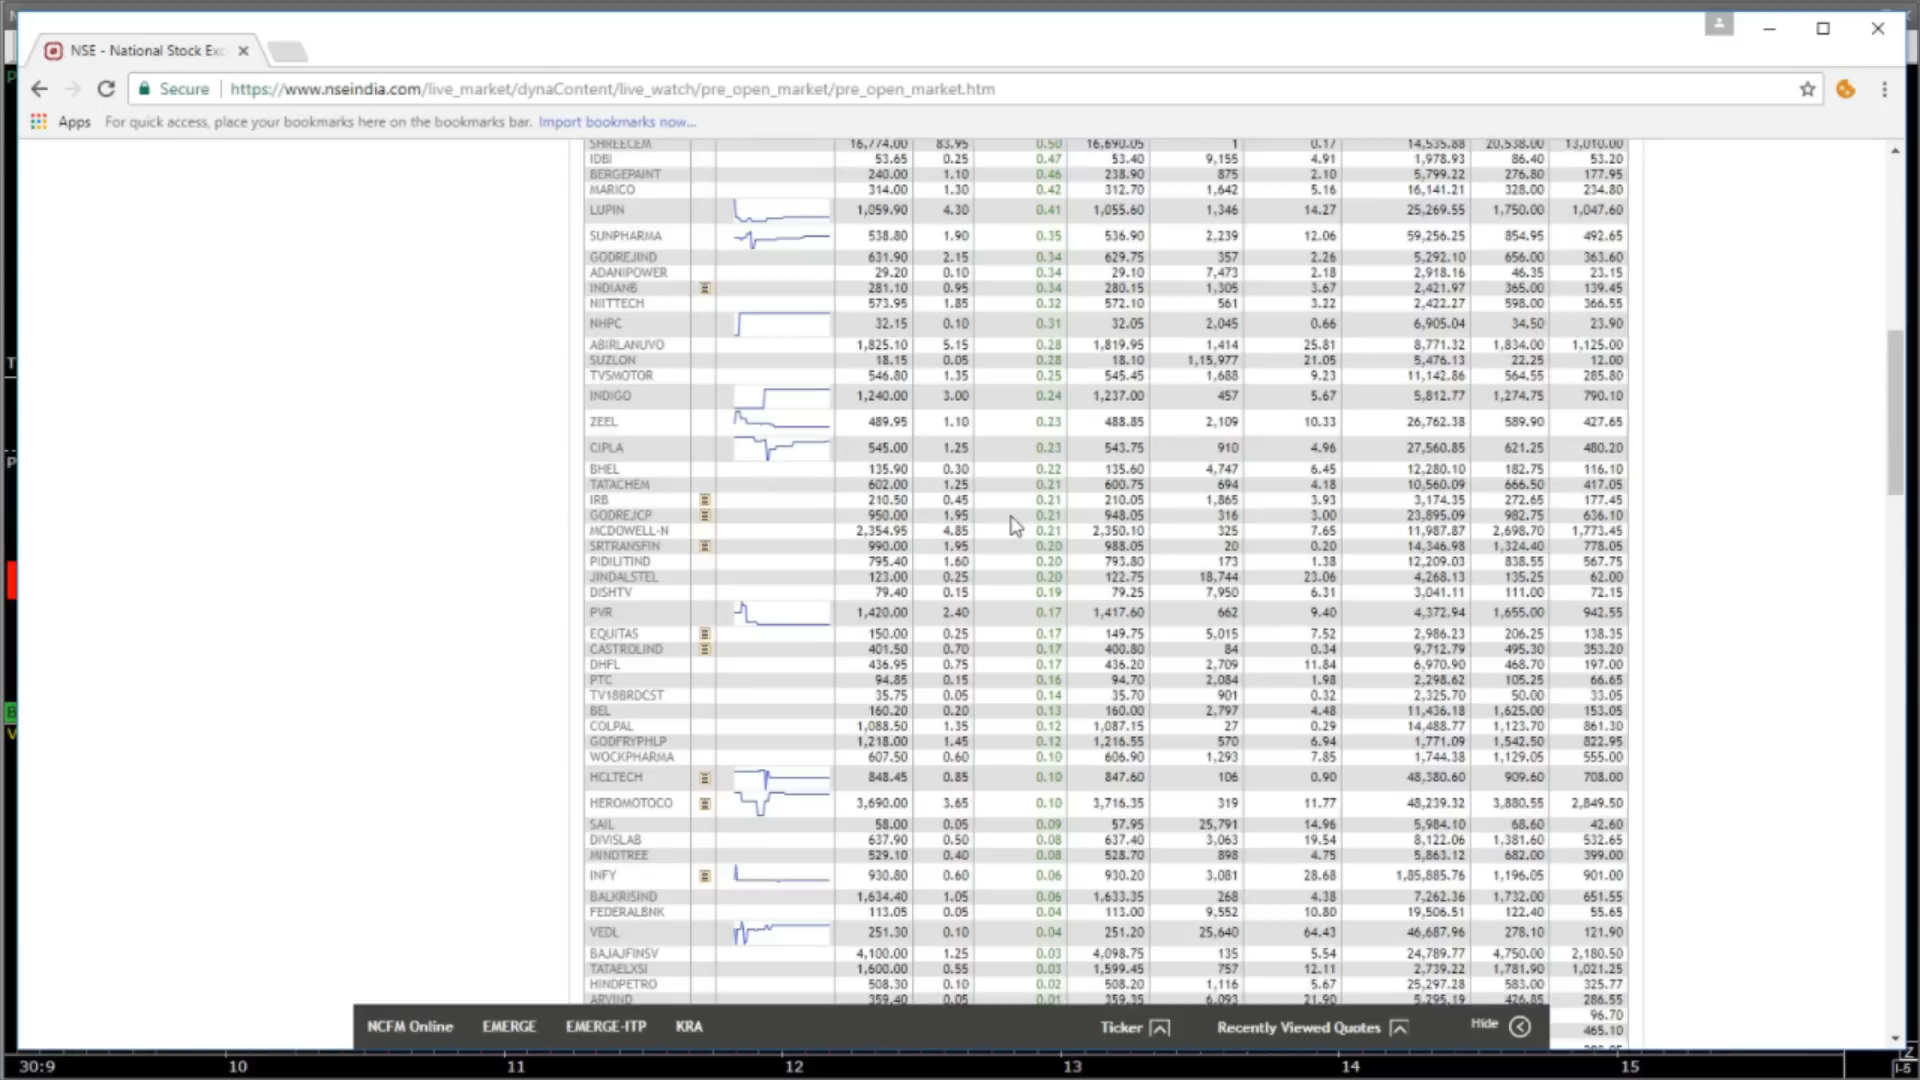 NSE - National Stock Exc
Secure https://www.nseindia.com/live_market/dynaContent/live_watch/pre_open_market/pre_open_market.htm
Apps For quick access, place your bookmarks here on the bookmarks bar. Import bookmarks now...
SHREECEM 16,774.00 83.95 0.50 16,690.05 1 0.17 14,535.88 20,538.00 13,010.00
IDBI 53.65 0.25 0.47 53.40 9,155 4.91 1,978.93 86.40 53.20
BERGEPAINT 240.00 1.10 0.46 238.90 875 2.10 5,799.22 276.80 177.95
MARICO 314.00 1.30 0.42 312.70 1,642 5.16 16,141.21 328.00 234.80
LUPIN 1,059.90 4.30 0.41 1,055.60 1,346 14.27 25,269.55 1,750.00 1,047.60
SUNPHARMA 538.80 1.90 0.35 536.90 2,239 12.06 59,256.25 854.95 492.65
GODREJIND 631.90 2.15 0.34 629.75 357 2.26 5,292.10 656.00 363.60
ADANIPOWER 29.20 0.10 0.34 29.10 7,473 2.18 2,918.16 46.35 23.15
INDIANB 281.10 0.95 0.34 280.15 1,305 3.67 2,421.97 365.00 139.45
NIITTECH 573.95 1.85 0.32 572.10 561 3.22 2,422.27 598.00 366.55
NHPC 32.15 0.10 0.31 32.05 2,045 0.66 6,905.04 34.50 23.90
ABIRLANUVO 1,825.10 5.15 0.28 1,819.95 1,414 25.81 8,771.32 1,834.00 1,125.00
SUZLON 18.15 0.05 0.28 18.10 1,15,977 21.05 5,476.13 22.25 12.00
TVSMOTOR 546.80 1.35 0.25 545.45 1,688 9.23 11,142.86 564.55 285.80
INDIGO 1,240.00 3.00 0.24 1,237.00 457 5.67 5,812.77 1,274.75 790.10
ZEEL 489.95 1.10 0.23 488.85 2,109 10.33 26,762.38 589.90 427.65
CIPLA 545.00 1.25 0.23 543.75 910 4.96 27,560.85 621.25 480.20
BHEL 135.90 0.30 0.22 135.60 4,747 6.45 12,280.10 182.75 116.10
TATACHEM 602.00 1.25 0.21 600.75 694 4.18 10,560.09 666.50 417.05
IRB 210.50 0.45 0.21 210.05 1,865 3.93 3,174.35 272.65 177.45
GODREJCP 950.00 1.95 0.21 948.05 316 3.00 23,895.09 982.75 636.10
MCDOWELL-N 2,354.95 4.85 0.21 2,350.10 325 7.65 11,987.87 2,698.70 1,773.45
SRTRANSFIN 990.00 1.95 0.20 988.05 20 0.20 14,346.98 1,324.40 778.05
PIDILITIND 795.40 1.60 0.20 793.80 173 1.38 12,209.03 838.55 567.75
JINDALSTEL 123.00 0.25 0.20 122.75 18,744 23.06 4,268.13 135.25 62.00
DISHTV 79.40 0.15 0.19 79.25 7,950 6.31 3,041.11 111.00 72.15
PVR 1,420.00 2.40 0.17 1,417.60 662 9.40 4,372.94 1,655.00 942.55
EQUITAS 150.00 0.25 0.17 149.75 5,015 7.52 2,986.23 206.25 138.35
CASTROLIND 401.50 0.70 0.17 400.80 84 0.34 9,712.79 495.30 353.20
DHFL 436.95 0.75 0.17 436.20 2,709 11.84 6,970.90 468.70 197.00
PTC 94.85 0.15 0.16 94.70 2,084 1.98 2,298.62 105.25 66.65
TV18BRDCST 35.75 0.05 0.14 35.70 901 0.32 2,325.70 50.00 33.05
BEL 160.20 0.20 0.13 160.00 2,797 4.48 11,436.18 1,625.00 153.05
COLPAL 1,088.50 1.35 0.12 1,087.15 27 0.29 14,488.77 1,123.70 861.30
GODFRYPHLP 1,218.00 1.45 0.12 1,216.55 570 6.94 1,771.09 1,542.50 822.95
WOCKPHARMA 607.50 0.60 0.10 606.90 1,293 7.85 1,744.38 1,129.05 555.00
HCLTECH 848.45 0.85 0.10 847.60 106 0.90 48,380.60 909.60 708.00
HEROMOTOCO 3,690.00 3.65 0.10 3,716.35 319 11.77 48,239.32 3,880.55 2,849.50
SAIL 58.00 0.05 0.09 57.95 25,791 14.96 5,984.10 68.60 42.60
DIVISLAB 637.90 0.50 0.08 637.40 3,063 19.54 8,122.06 1,381.60 532.65
MINDTREE 529.10 0.40 0.08 528.70 898 4.75 5,863.12 682.00 399.00
INFY 930.80 0.60 0.06 930.20 3,081 28.68 1,85,885.76 1,196.05 901.00
BALKRISIND 1,634.40 1.05 0.06 1,633.35 268 4.38 7,262.36 1,732.00 651.55
FEDERALBNK 113.05 0.05 0.04 113.00 9,552 10.80 19,506.51 122.40 55.65
VEDL 251.30 0.10 0.04 251.20 25,640 64.43 46,687.96 278.10 121.90
BAJAJFINSV 4,100.00 1.25 0.03 4,098.75 135 5.54 24,789.77 4,750.00 2,180.50
TATAELXSI 1,600.00 0.55 0.03 1,599.45 757 12.11 2,739.22 1,781.90 1,021.25
HINDPETRO 508.30 0.10 0.02 508.20 1,116 5.67 25,297.28 583.00 325.77
ARVIND 359.40 0.05 0.01 359.35 6,093 21.90 5,295.19 426.85 286.55
96.70
465.10
NCFM Online EMERGE EMERGE-ITP KRA Ticker Recently Viewed Quotes Hide
30:9 10 11 12 13 14 15